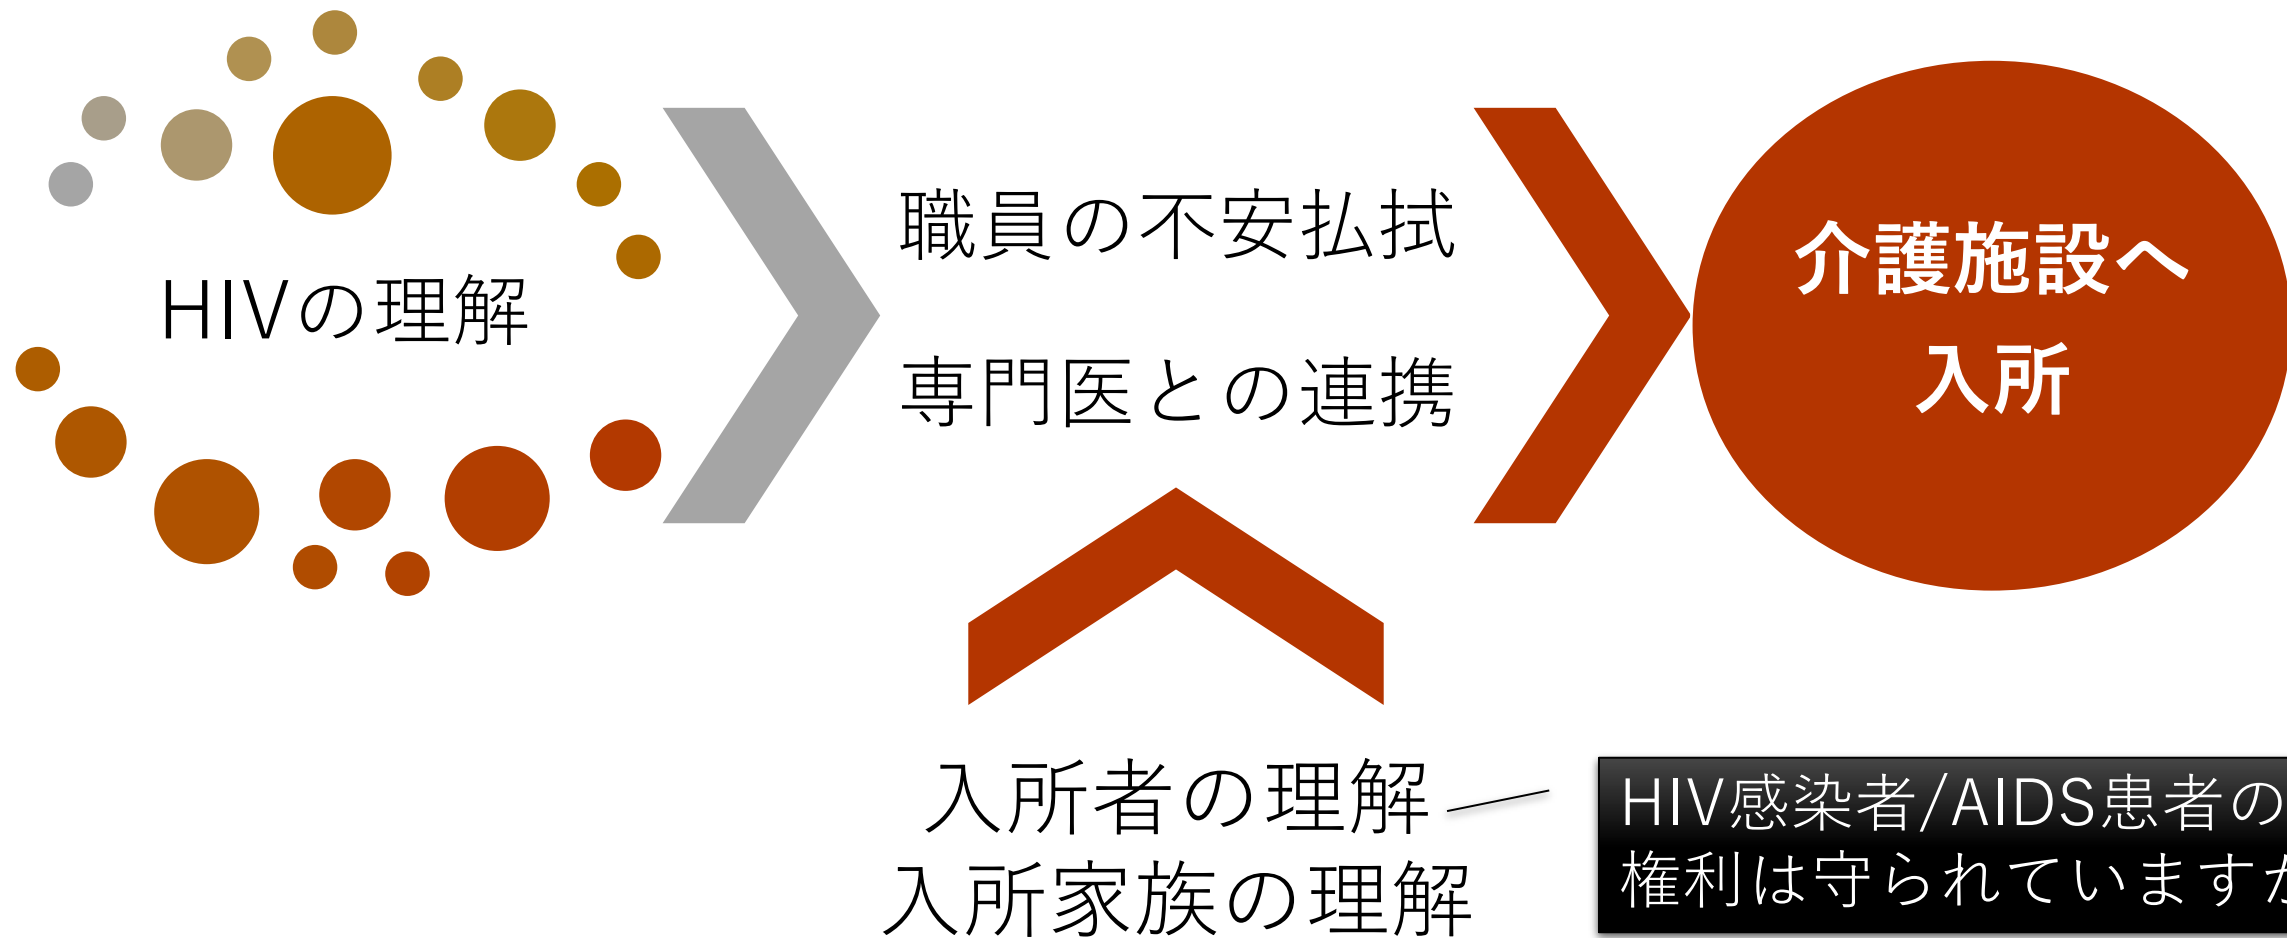 HIVの理解
職員の不安払拭
専門医との連携
介護施設へ
入所
入所者の理解
入所家族の理解
HIV感染者/AIDS患者の
権利は守られていますか